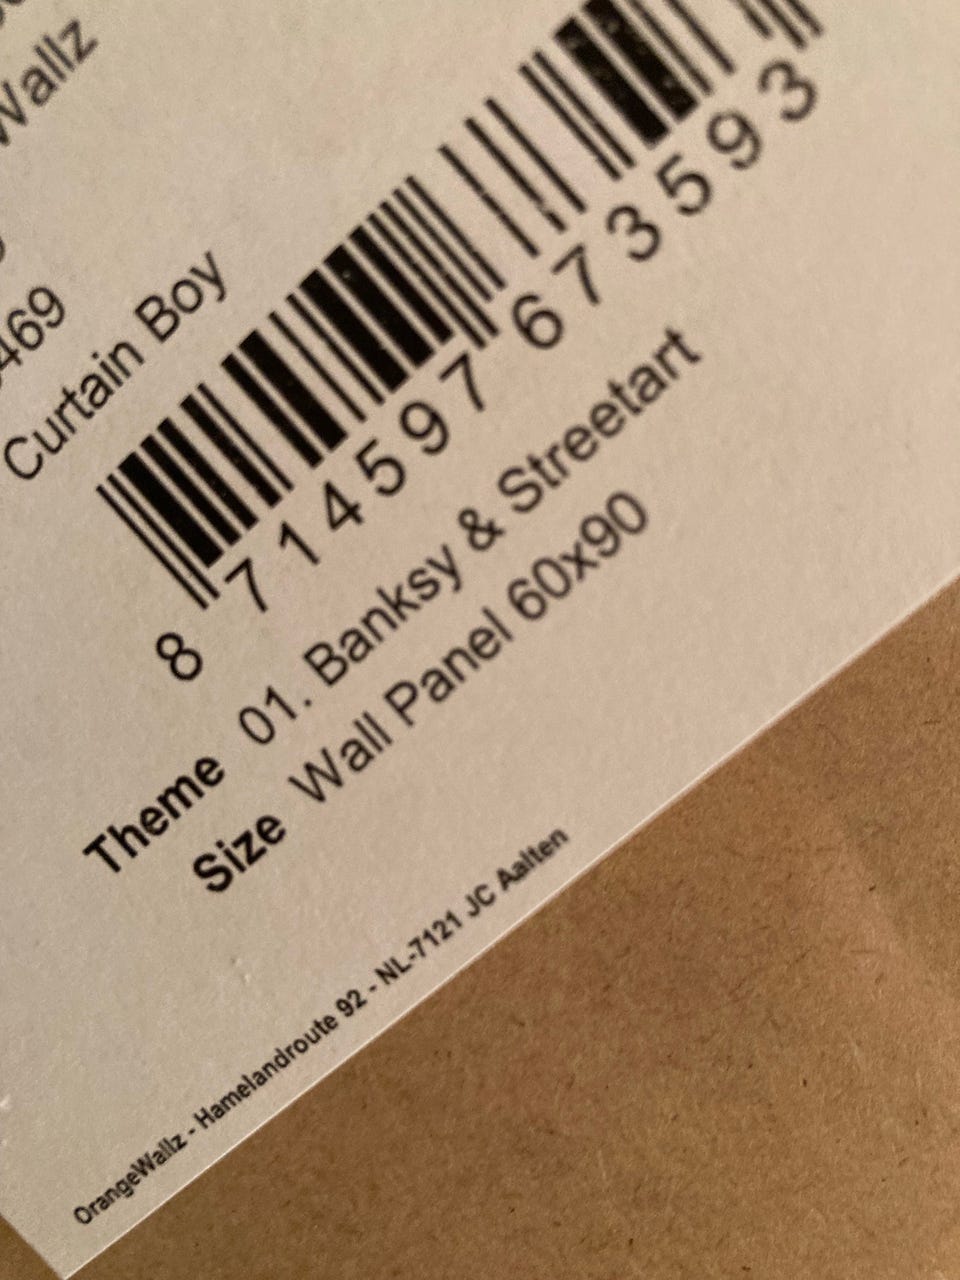 Wallz
469
Curtain Boy
8 714597 673593
Theme 01. Banksy & Streetart
Size Wall Panel 60x90
OrangeWallz - Hamelandroute 92 - NL-7121 JC Aalten